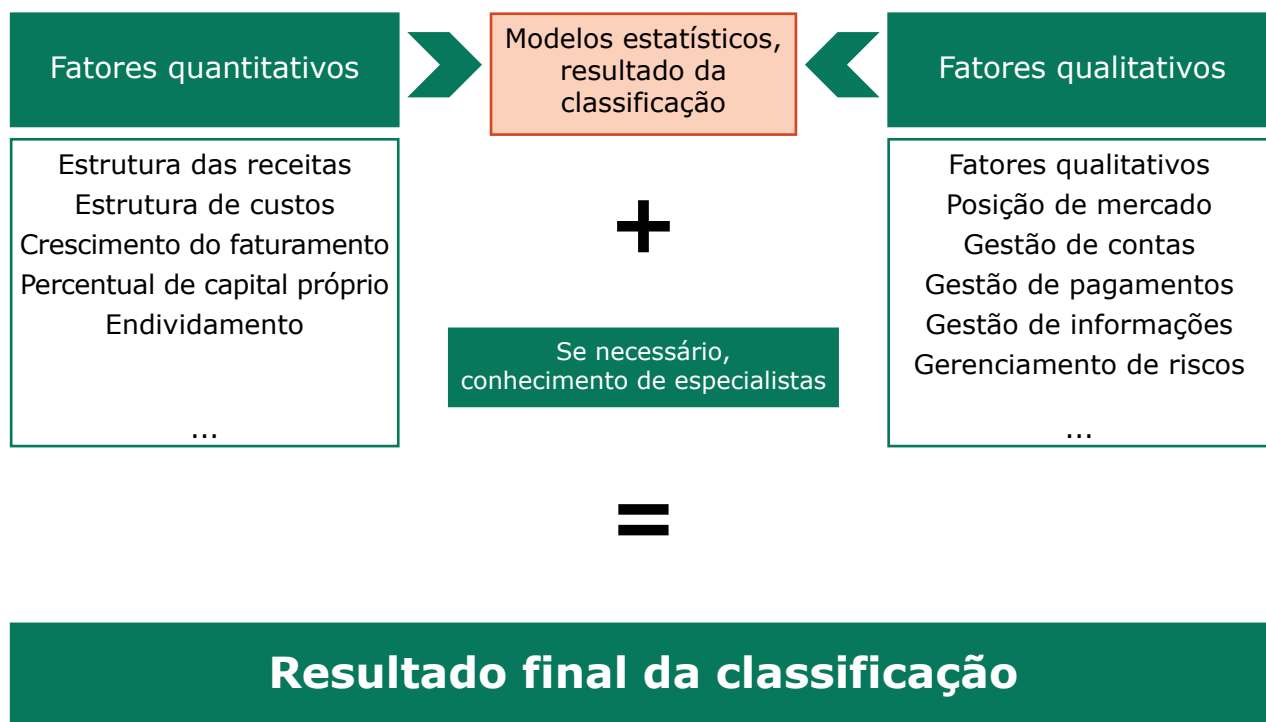 Fatores quantitativos
Estrutura das receitas
Estrutura de custos
Crescimento do faturamento
Percentual de capital próprio
Endividamento
...
Modelos estatísticos,
resultado da
classificação
+
Se necessário,
conhecimento de especialistas
=
Fatores qualitativos
Fatores qualitativos
Posição de mercado
Gestão de contas
Gestão de pagamentos
Gestão de informações
Gerenciamento de riscos
...
Resultado final da classificação